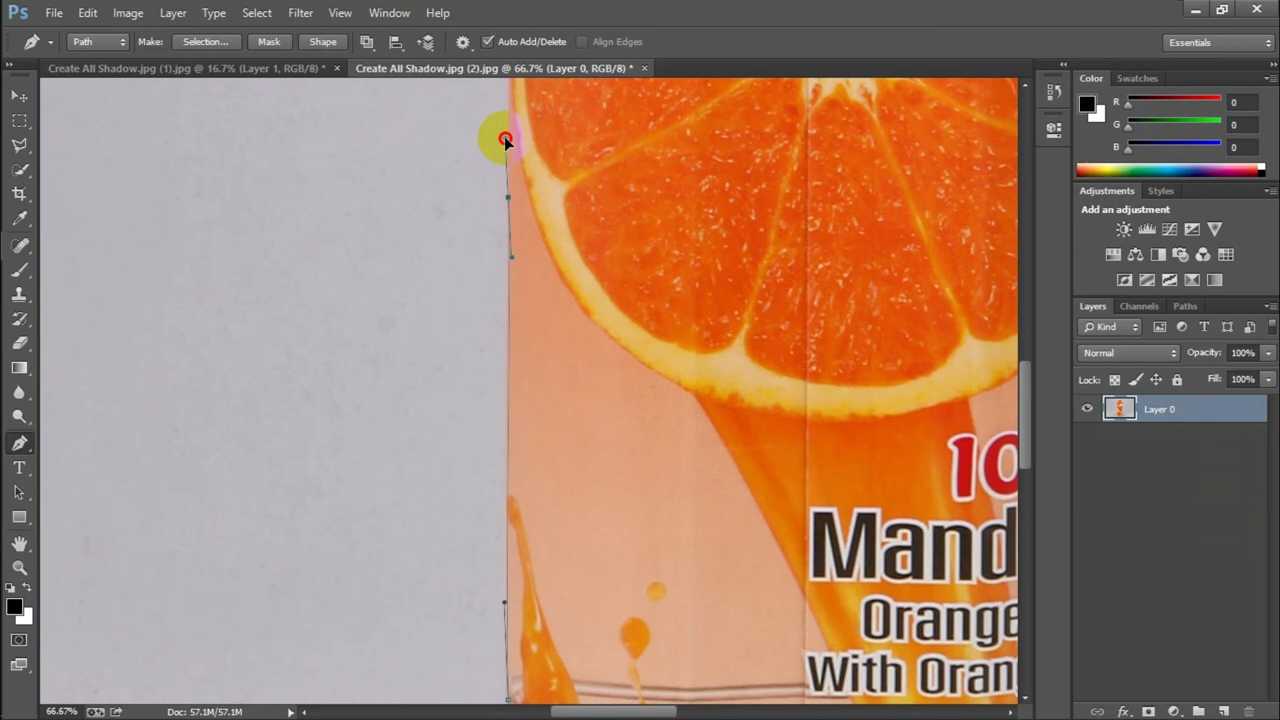 Ps File Edit Image Layer Type Select Filter 3D View Window Help
Path Make: Selection... Mask Shape Auto Add/Delete Align Edges Essentials
Create All Shadow.jpg (1).jpg @ 16.7% (Layer 1, RGB/8) * × Create All Shadow.jpg (2).jpg @ 66.7% (Layer 0, RGB/8) * ×
Color Swatches
R 0
G 0
B 0
Adjustments Styles
Add an adjustment
Layers Channels Paths
Kind
Normal Opacity: 100%
Lock: Fill: 100%
Layer 0
10
Mand
Orange
With Oran
66.67% Doc: 57.1M/57.1M